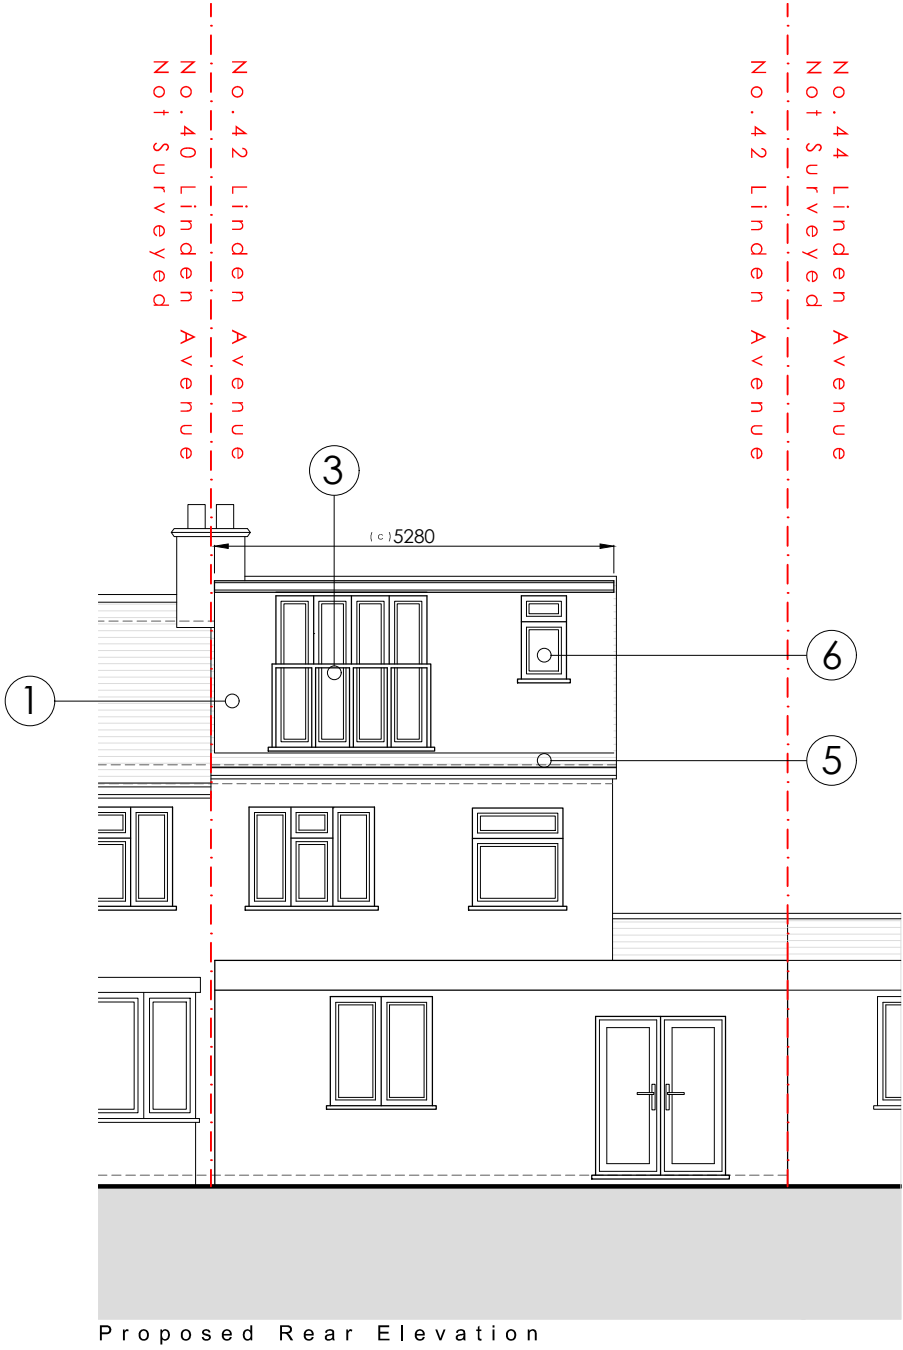 No.40 Linden Avenue
Not Surveyed
No.42 Linden Avenue
No.42 Linden Avenue
No.44 Linden Avenue
Not Surveyed
3
(c)5280
6
1
5
Proposed Rear Elevation